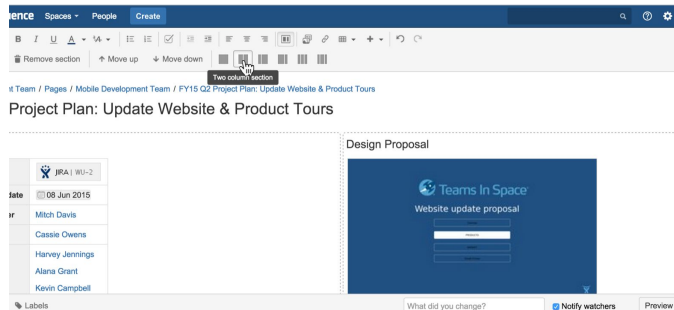 uence Spaces People Create
B I U A
Remove section Move up Move down
Two column section
nt Team / Pages / Mobile Development Team / FY15 Q2 Project Plan: Update Website & Product Tours
Project Plan: Update Website & Product Tours
Design Proposal
JIRA | WU-2
date 08 Jun 2015
er Mitch Davis
Cassie Owens
Harvey Jennings
Alana Grant
Kevin Campbell
Teams In Space
Website update proposal
Labels What did you change? Notify watchers Preview